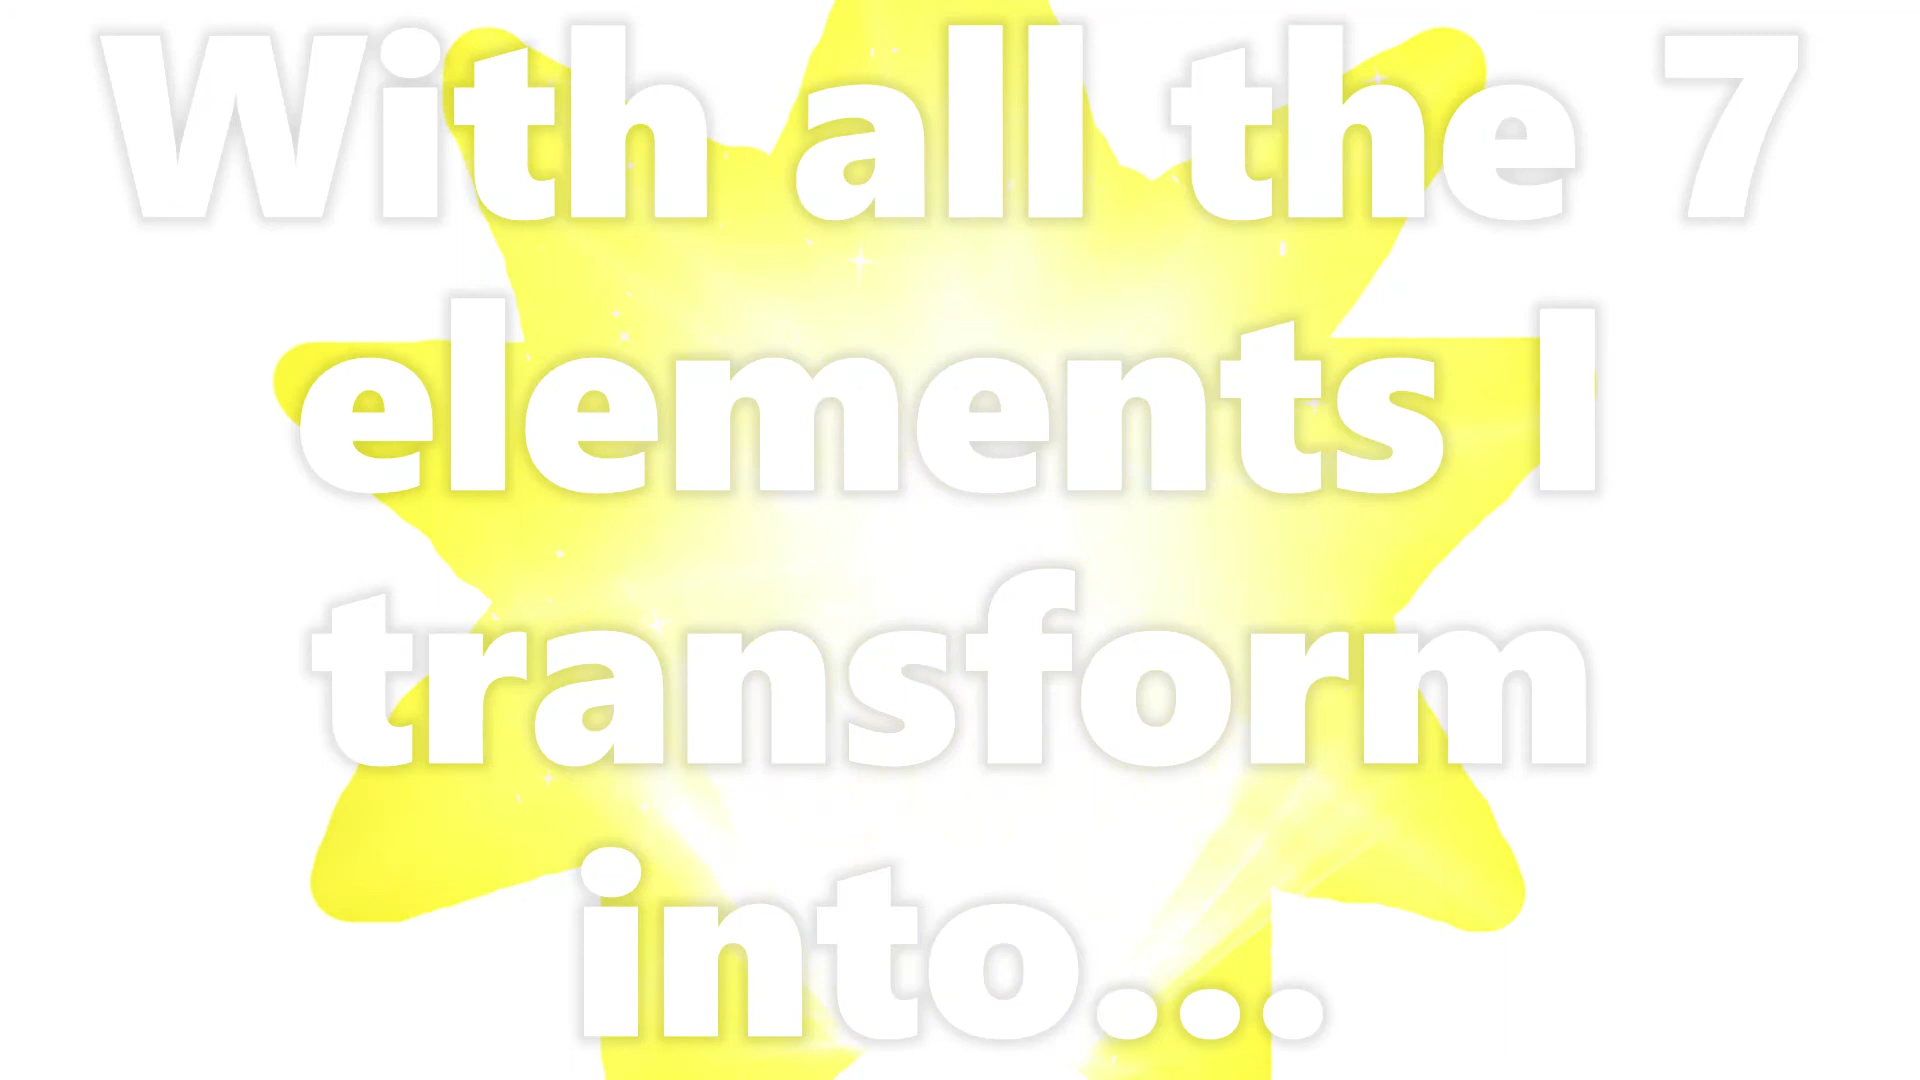 With all the 7
elements I
transform
into...